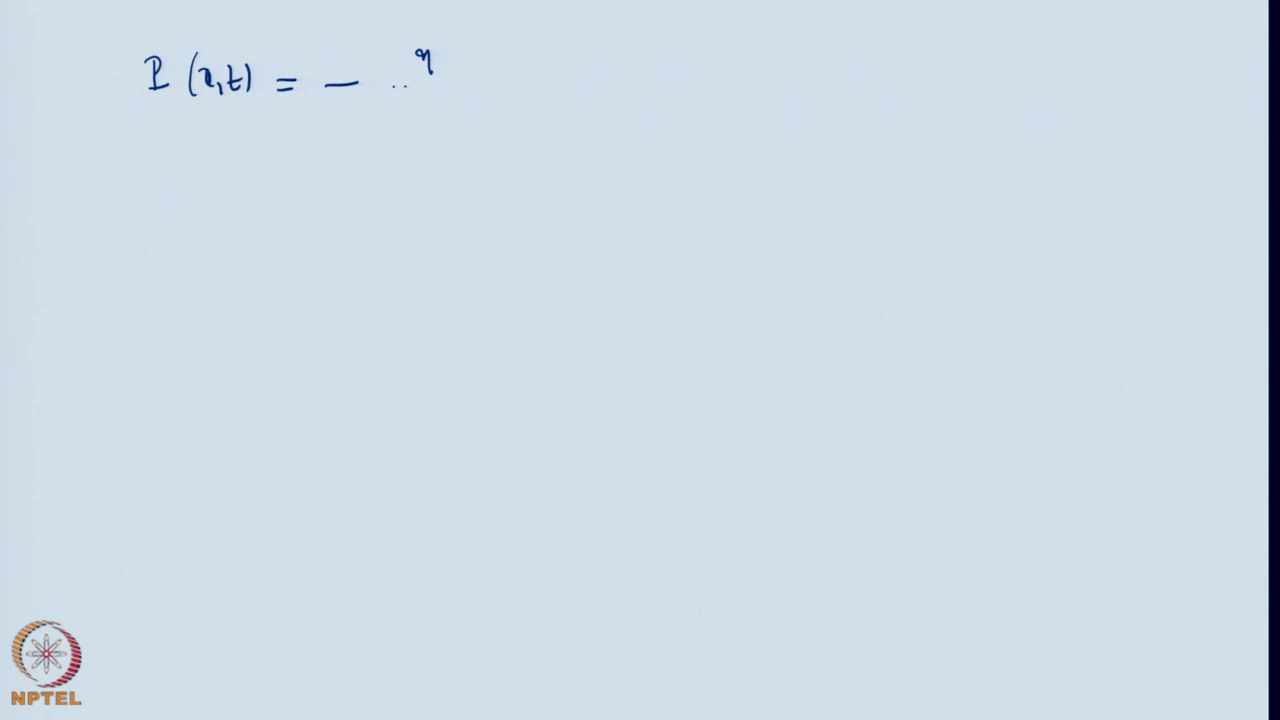 P (x,t) = — .. η
NPTEL